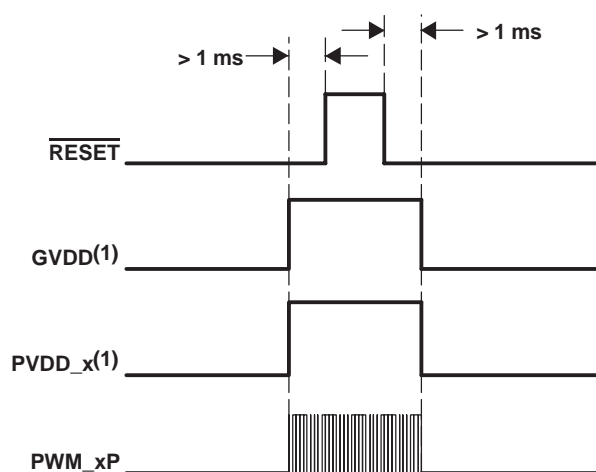 > 1 ms
> 1 ms
RESET
GVDD(1)
PVDD_x(1)
PWM_xP